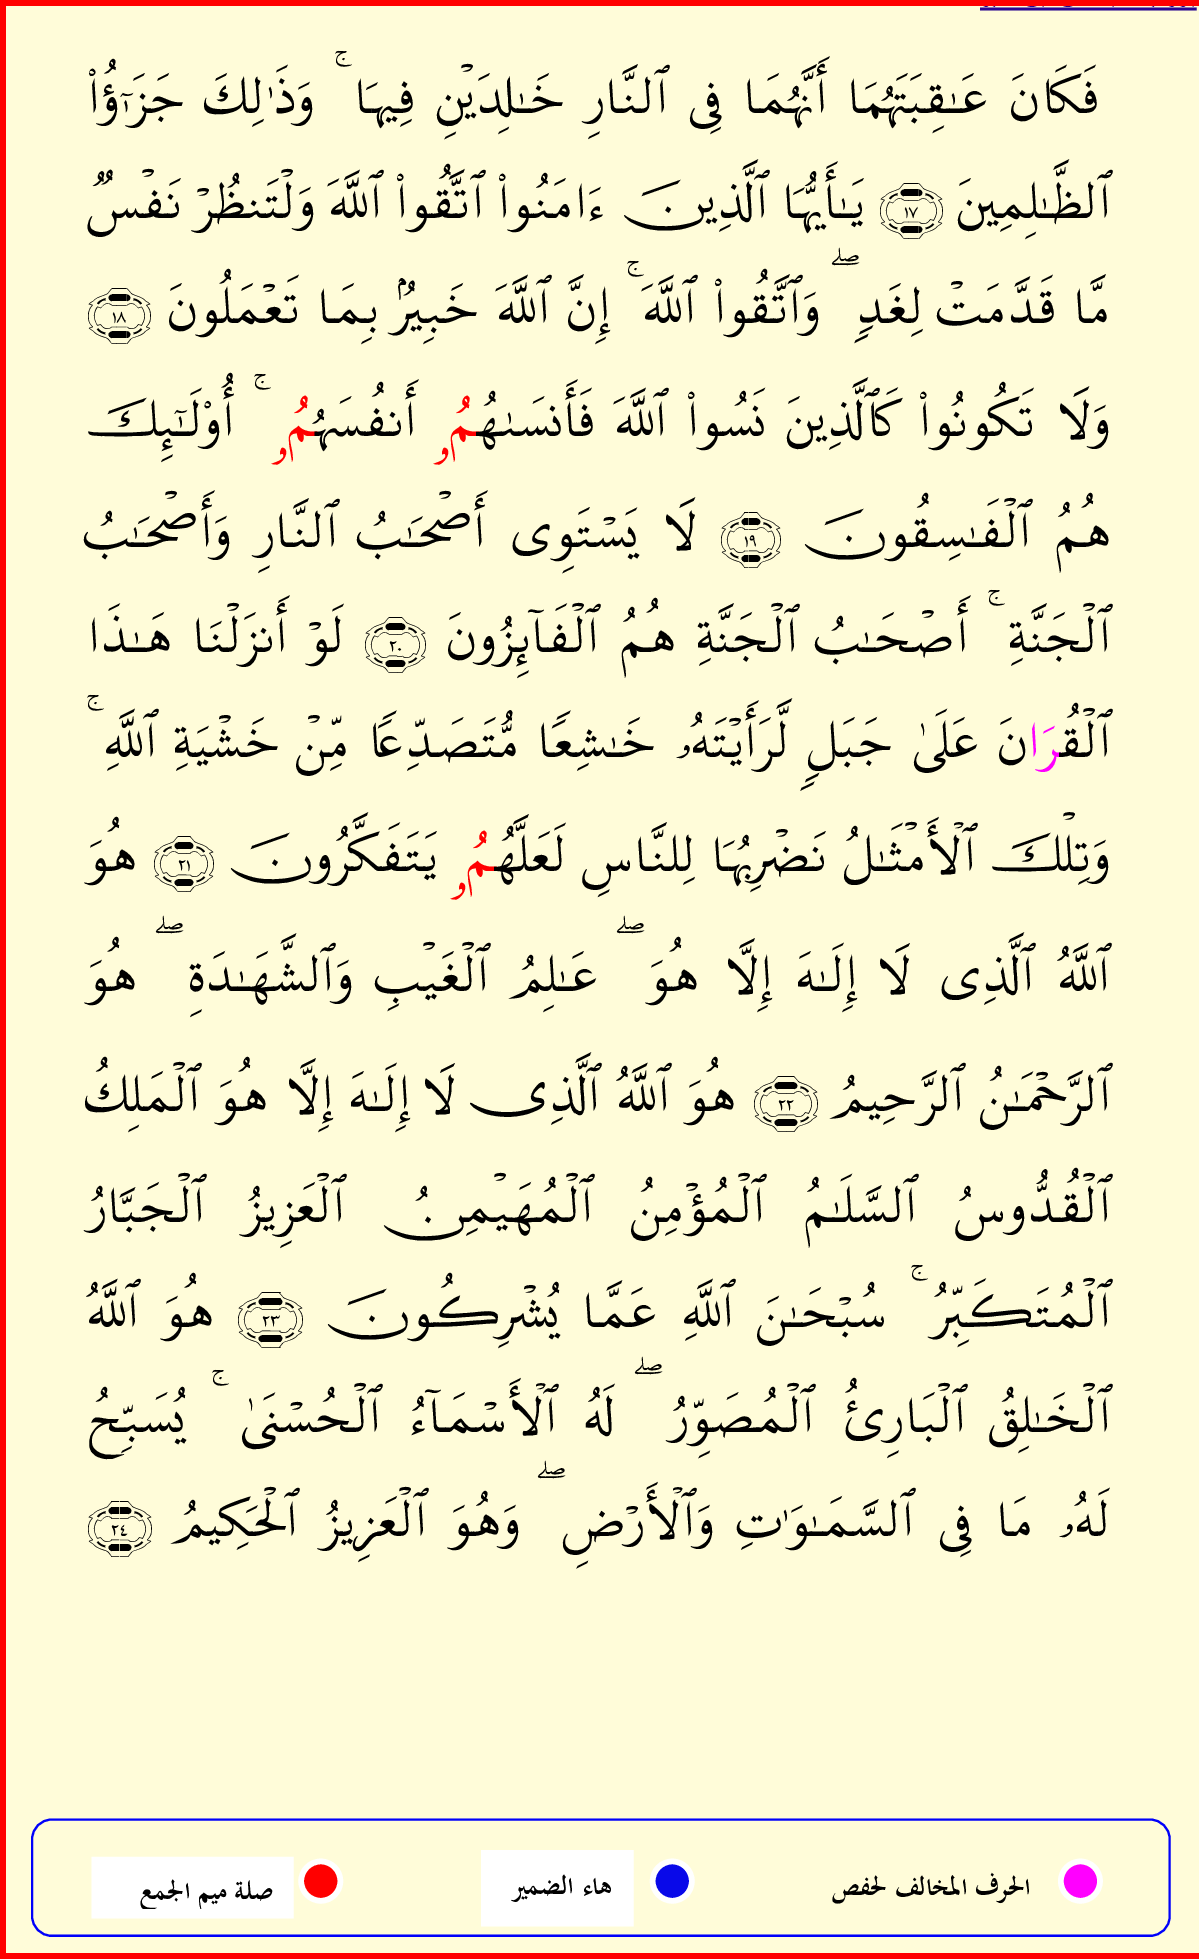 فَكَانَ عَـٰقِبَتَهُمَا أَنَّهُمَا فِى ٱلنَّارِ خَـٰلِدَيْنِ فِيهَا ۚ وَذَٰلِكَ جَزَـٰٓؤُا۟
ٱلظَّـٰلِمِينَ ١٧ يَـٰٓأَيُّهَا ٱلَّذِينَ ءَامَنُوا۟ ٱتَّقُوا۟ ٱللَّهَ وَلْتَنظُرْ نَفْسٌ
مَّا قَدَّمَتْ لِغَدٍ ۖ وَٱتَّقُوا۟ ٱللَّهَ ۚ إِنَّ ٱللَّهَ خَبِيرٌۢ بِمَا تَعْمَلُونَ ١٨
وَلَا تَكُونُوا۟ كَٱلَّذِينَ نَسُوا۟ ٱللَّهَ فَأَنسَىٰهُمُۥ أَنفُسَهُمُۥ ۚ أُو۟لَـٰٓئِكَ
هُمُ ٱلْفَـٰسِقُونَ ١٩ لَا يَسْتَوِى أَصْحَـٰبُ ٱلنَّارِ وَأَصْحَـٰبُ
ٱلْجَنَّةِ ۚ أَصْحَـٰبُ ٱلْجَنَّةِ هُمُ ٱلْفَآئِزُونَ ٢٠ لَوْ أَنزَلْنَا هَـٰذَا
ٱلْقُرَانَ عَلَىٰ جَبَلٍ لَّرَأَيْتَهُۥ خَـٰشِعًا مُّتَصَدِّعًا مِّنْ خَشْيَةِ ٱللَّهِ ۚ
وَتِلْكَ ٱلْأَمْثَـٰلُ نَضْرِبُهَا لِلنَّاسِ لَعَلَّهُمُۥ يَتَفَكَّرُونَ ٢١ هُوَ
ٱللَّهُ ٱلَّذِى لَا إِلَـٰهَ إِلَّا هُوَ ۖ عَـٰلِمُ ٱلْغَيْبِ وَٱلشَّهَـٰدَةِ ۖ هُوَ
ٱلرَّحْمَـٰنُ ٱلرَّحِيمُ ٢٢ هُوَ ٱللَّهُ ٱلَّذِى لَا إِلَـٰهَ إِلَّا هُوَ ٱلْمَلِكُ
ٱلْقُدُّوسُ ٱلسَّلَـٰمُ ٱلْمُؤْمِنُ ٱلْمُهَيْمِنُ ٱلْعَزِيزُ ٱلْجَبَّارُ
ٱلْمُتَكَبِّرُ ۚ سُبْحَـٰنَ ٱللَّهِ عَمَّا يُشْرِكُونَ ٢٣ هُوَ ٱللَّهُ
ٱلْخَـٰلِقُ ٱلْبَارِئُ ٱلْمُصَوِّرُ ۖ لَهُ ٱلْأَسْمَآءُ ٱلْحُسْنَىٰ ۚ يُسَبِّحُ
لَهُۥ مَا فِى ٱلسَّمَـٰوَٰتِ وَٱلْأَرْضِ ۖ وَهُوَ ٱلْعَزِيزُ ٱلْحَكِيمُ ٢٤
الحرف المخالف لحفص هاء الضمير صلة ميم الجمع